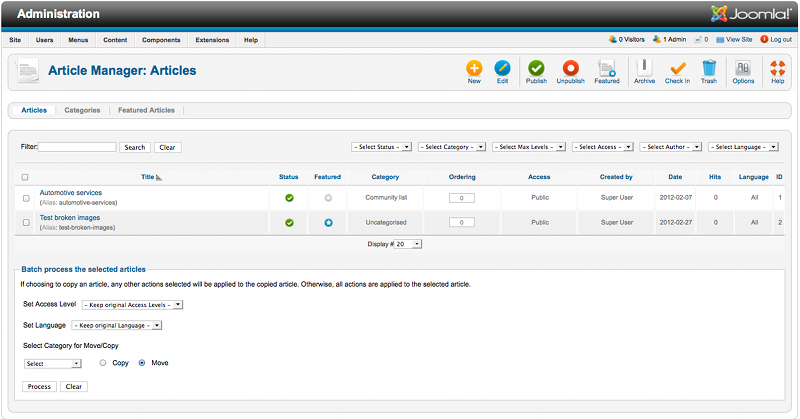 Administration
Joomla!
Site Users Menus Content Components Extensions Help 0 Visitors 1 Admin 0 View Site Log out
Article Manager: Articles
New Edit Publish Unpublish Featured Archive Check In Trash Options Help
Articles Categories Featured Articles
Filter: Search Clear - Select Status - - Select Category - - Select Max Levels - - Select Access - - Select Author - - Select Language -
Title Status Featured Category Ordering Access Created by Date Hits Language ID
Automotive services Community list 0 Public Super User 2012-02-07 0 All 1
(Alias: automotive-services)
Test broken images Uncategorised 0 Public Super User 2012-02-27 0 All 2
(Alias: test-broken-images)
Display # 20
Batch process the selected articles
If choosing to copy an article, any other actions selected will be applied to the copied article. Otherwise, all actions are applied to the selected article.
Set Access Level - Keep original Access Levels -
Set Language - Keep original Language -
Select Category for Move/Copy
Select Copy Move
Process Clear